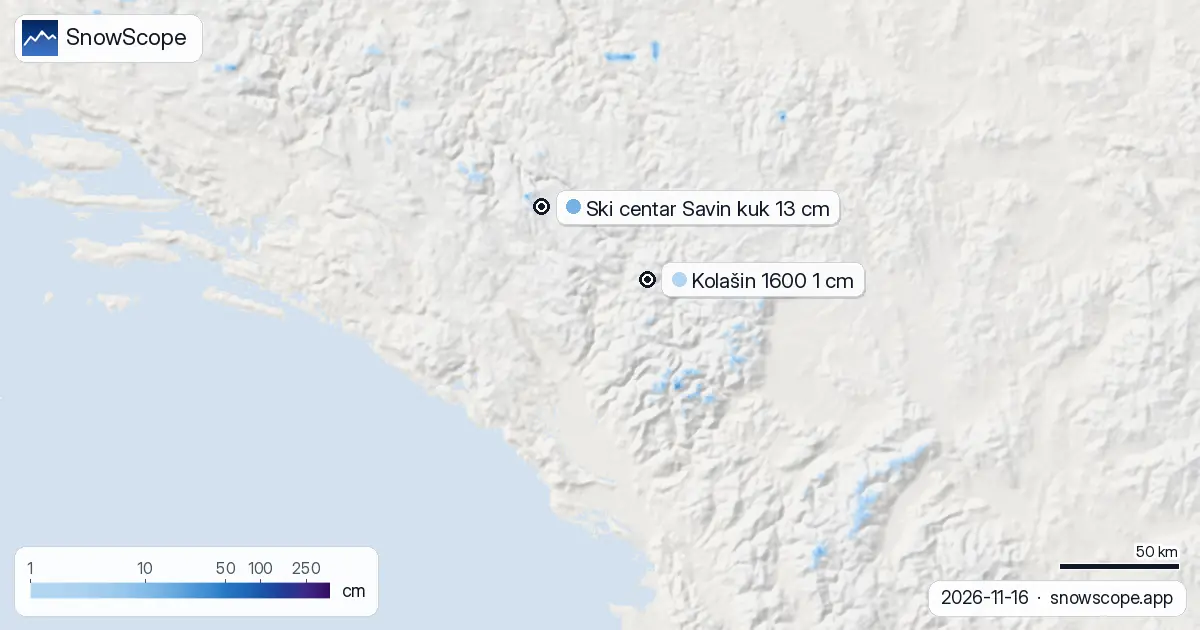 SnowScope
Ski centar Savin kuk 13 cm
Kolašin 1600 1 cm
1 10 50 100 250
cm
50 km
2026-11-16 · snowscope.app